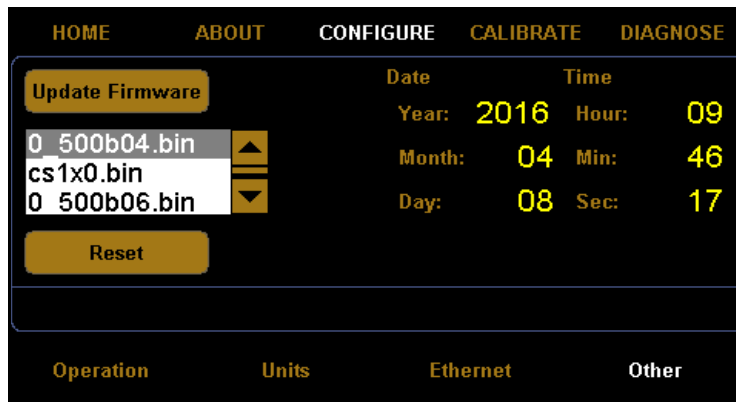 HOME ABOUT CONFIGURE CALIBRATE DIAGNOSE
Update Firmware
0_500b04.bin
cs1x0.bin
0_500b06.bin
Reset
Date Time
Year: 2016 Hour: 09
Month: 04 Min: 46
Day: 08 Sec: 17
Operation Units Ethernet Other